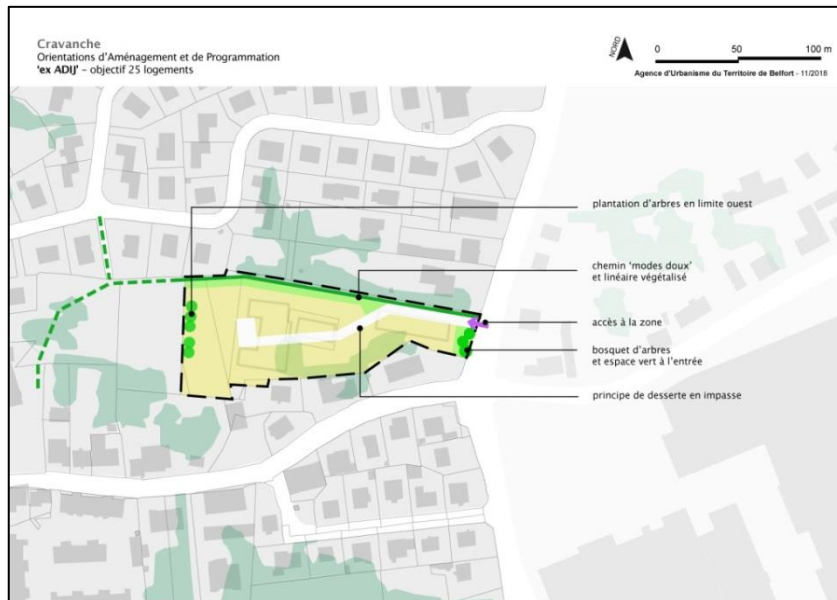 Cravanche
Orientations d'Aménagement et de Programmation
'ex ADIJ' – objectif 25 logements
NORD
0 50 100 m
Agence d'Urbanisme du Territoire de Belfort - 11/2018
plantation d'arbres en limite ouest
chemin 'modes doux'
et linéaire végétalisé
accès à la zone
bosquet d'arbres
et espace vert à l'entrée
principe de desserte en impasse